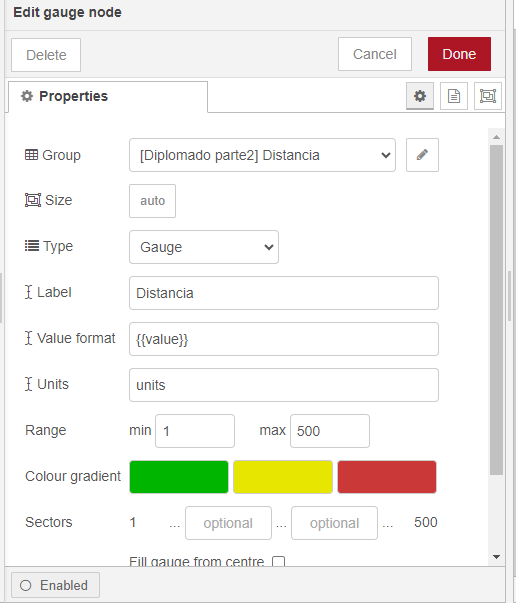 Edit gauge node
Delete Cancel Done
Properties
Group [Diplomado parte2] Distancia
Size auto
Type Gauge
Label Distancia
Value format {{value}}
Units units
Range min 1 max 500
Colour gradient
Sectors 1 ... optional ... optional ... 500
Fill gauge from centre
Enabled